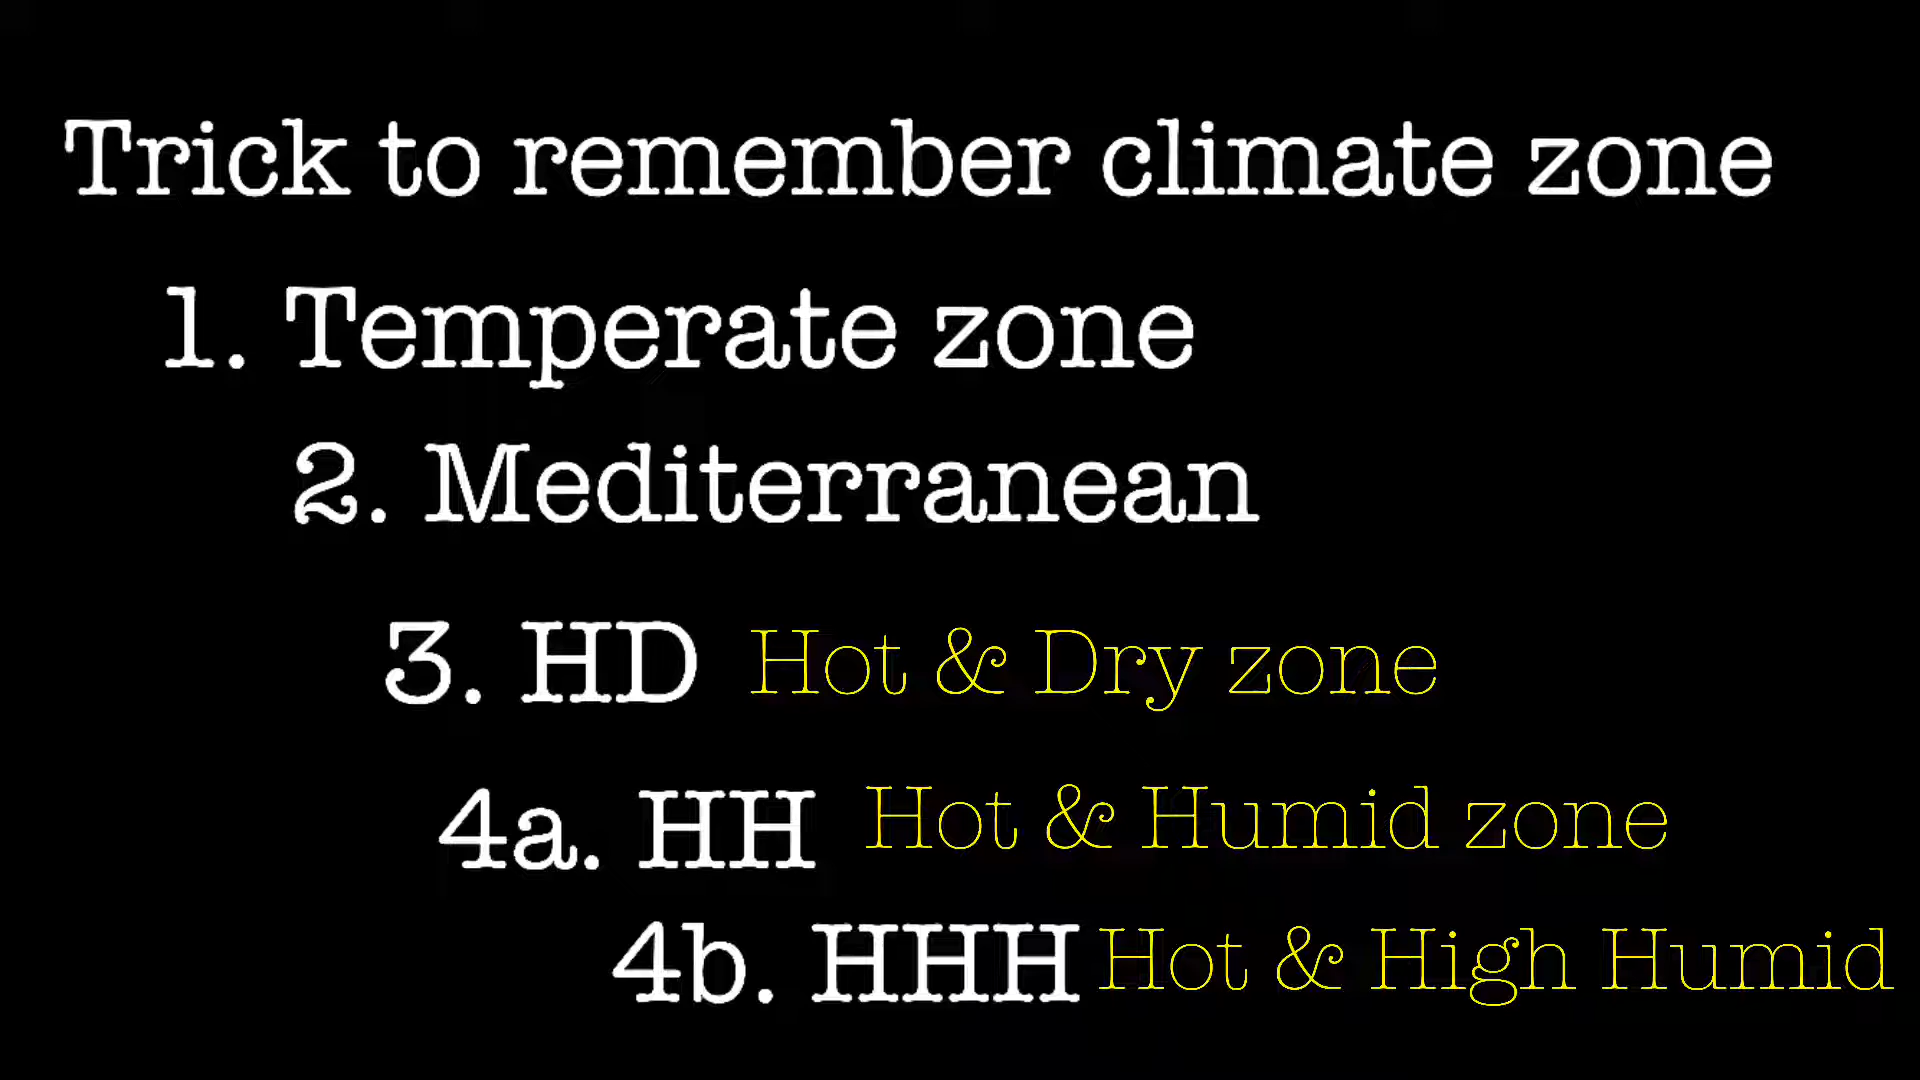 Trick to remember climate zone
1. Temperate zone
2. Mediterranean
3. HD Hot & Dry zone
4a. HH Hot & Humid zone
4b. HHH Hot & High Humid